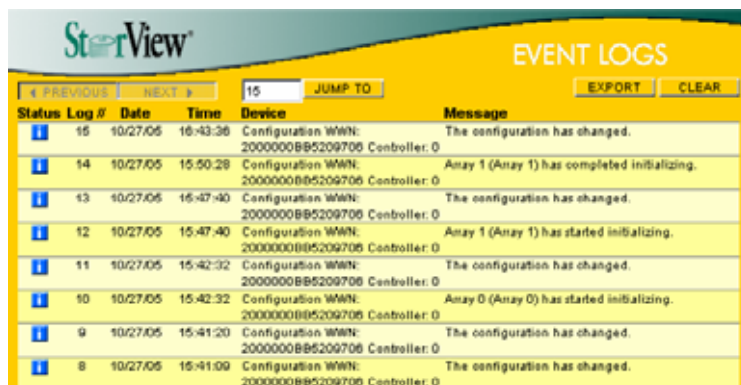 StorView
EVENT LOGS
PREVIOUS NEXT 15 JUMP TO EXPORT CLEAR
Status Log # Date Time Device Message
15 10/27/05 16:43:36 Configuration WWN: The configuration has changed.
2000000BB5209706 Controller: 0
14 10/27/05 15:50:28 Configuration WWN: Array 1 (Array 1) has completed initializing.
2000000BB5209706 Controller: 0
13 10/27/05 15:47:40 Configuration WWN: The configuration has changed.
2000000BB5209706 Controller: 0
12 10/27/05 15:47:40 Configuration WWN: Array 1 (Array 1) has started initializing.
2000000BB5209706 Controller: 0
11 10/27/05 15:42:32 Configuration WWN: The configuration has changed.
2000000BB5209706 Controller: 0
10 10/27/05 15:42:32 Configuration WWN: Array 0 (Array 0) has started initializing.
2000000BB5209706 Controller: 0
9 10/27/05 15:41:20 Configuration WWN: The configuration has changed.
2000000BB5209706 Controller: 0
8 10/27/05 15:41:09 Configuration WWN: The configuration has changed.
2000000BB5209706 Controller: 0